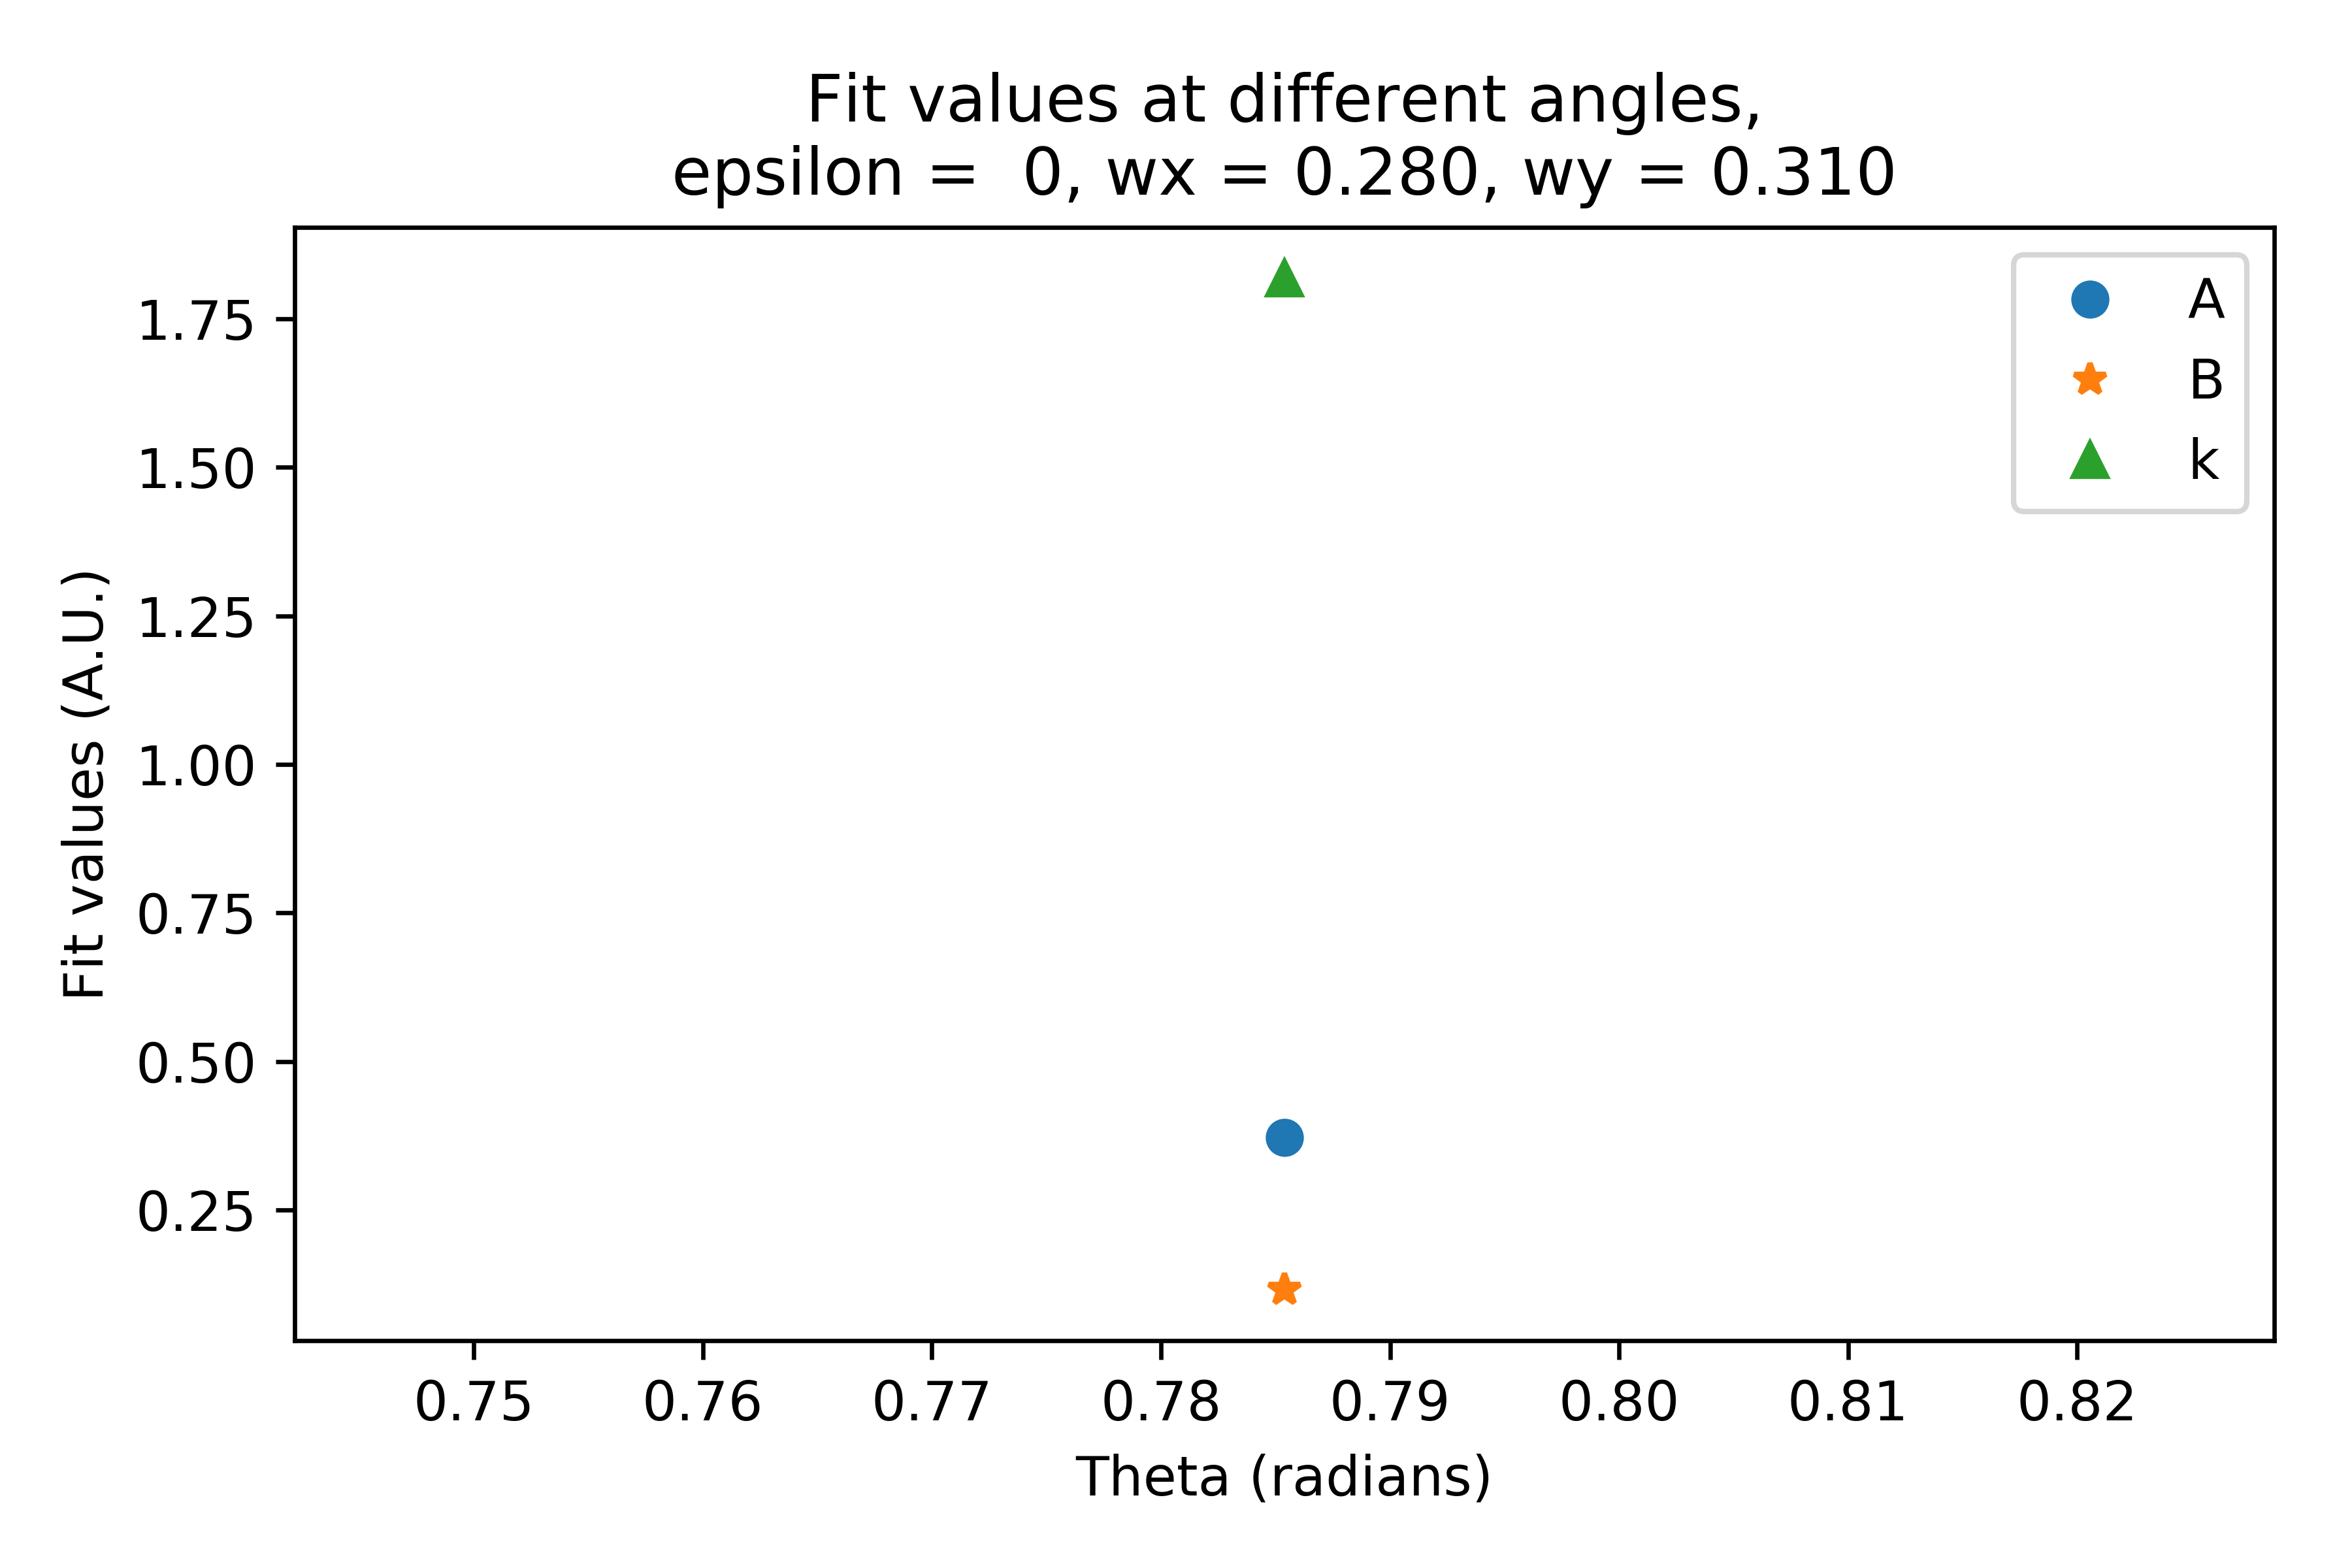 Fit values at different angles,
epsilon =  0, wx = 0.280, wy = 0.310
A
B
k
Fit values (A.U.)
1.75
1.50
1.25
1.00
0.75
0.50
0.25
0.75 0.76 0.77 0.78 0.79 0.80 0.81 0.82
Theta (radians)